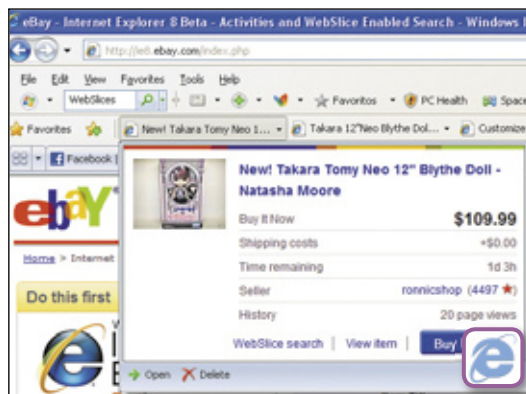 eBay - Internet Explorer 8 Beta - Activities and WebSlice Enabled Search - Windows
http://ie8.ebay.com/index.php
File Edit View Favorites Tools Help
WebSlices Favoritos PC Health Space
Favorites New! Takara Tomy Neo 1... Takara 12"Neo Blythe Dol... Customize
Facebook
ebay
Home > Internet
Do this first
New! Takara Tomy Neo 12" Blythe Doll -
Natasha Moore
Buy It Now $109.99
Shipping costs +$0.00
Time remaining 1d 3h
Seller ronnicshop (4497 ★)
History 20 page views
WebSlice search | View item | Buy
Open Delete